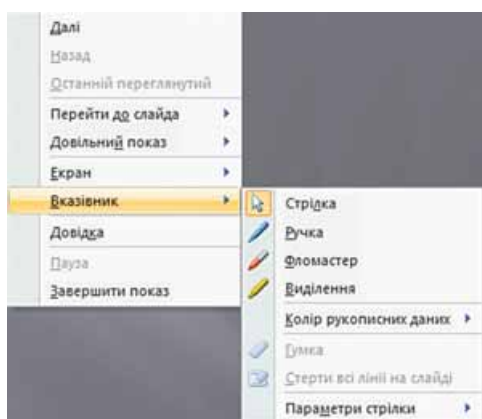 Далі
Назад
Останній переглянутий
Перейти до слайда
Довільний показ
Екран
Вказівник
Довідка
Пауза
Завершити показ
Стрілка
Ручка
Фломастер
Виділення
Колір рукописних даних
Гумка
Стерти всі лінії на слайді
Параметри стрілки